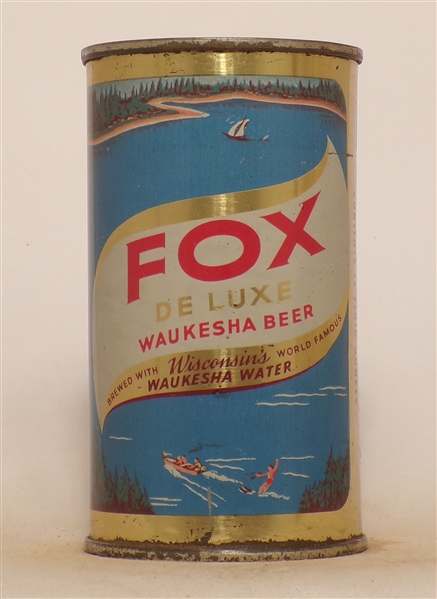 FOX
DE LUXE
WAUKESHA BEER
BREWED WITH Wisconsin's WORLD FAMOUS
WAUKESHA WATER